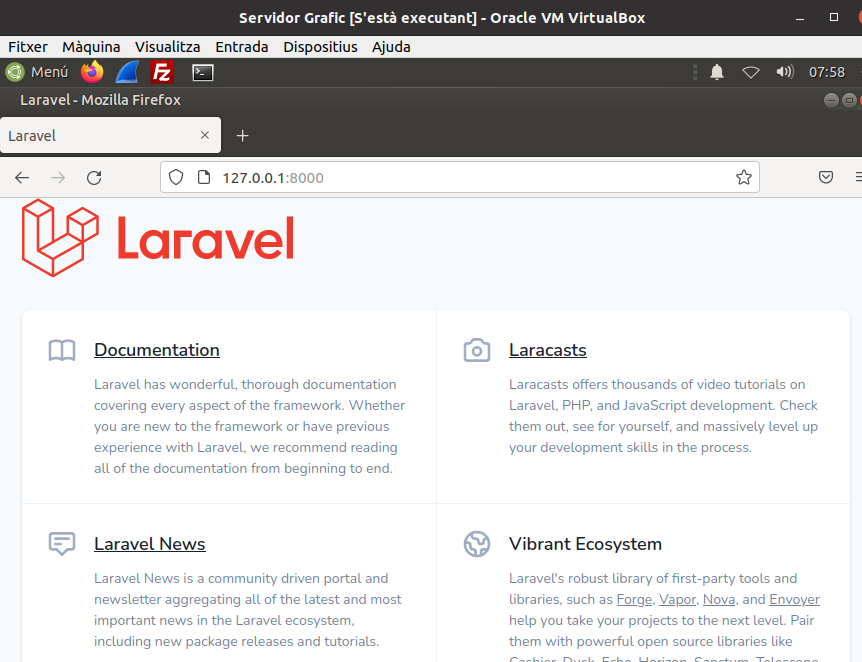 Servidor Grafic [S'està executant] - Oracle VM VirtualBox
Fitxer Màquina Visualitza Entrada Dispositius Ajuda
Menú Fz 07:58
Laravel - Mozilla Firefox
Laravel
127.0.0.1:8000
Laravel
Documentation
Laravel has wonderful, thorough documentation
covering every aspect of the framework. Whether
you are new to the framework or have previous
experience with Laravel, we recommend reading
all of the documentation from beginning to end.
Laracasts
Laracasts offers thousands of video tutorials on
Laravel, PHP, and JavaScript development. Check
them out, see for yourself, and massively level up
your development skills in the process.
Laravel News
Laravel News is a community driven portal and
newsletter aggregating all of the latest and most
important news in the Laravel ecosystem,
including new package releases and tutorials.
Vibrant Ecosystem
Laravel's robust library of first-party tools and
libraries, such as Forge, Vapor, Nova, and Envoyer
help you take your projects to the next level. Pair
them with powerful open source libraries like
Cashier, Dusk, Echo, Horizon, Sanctum, Telescope